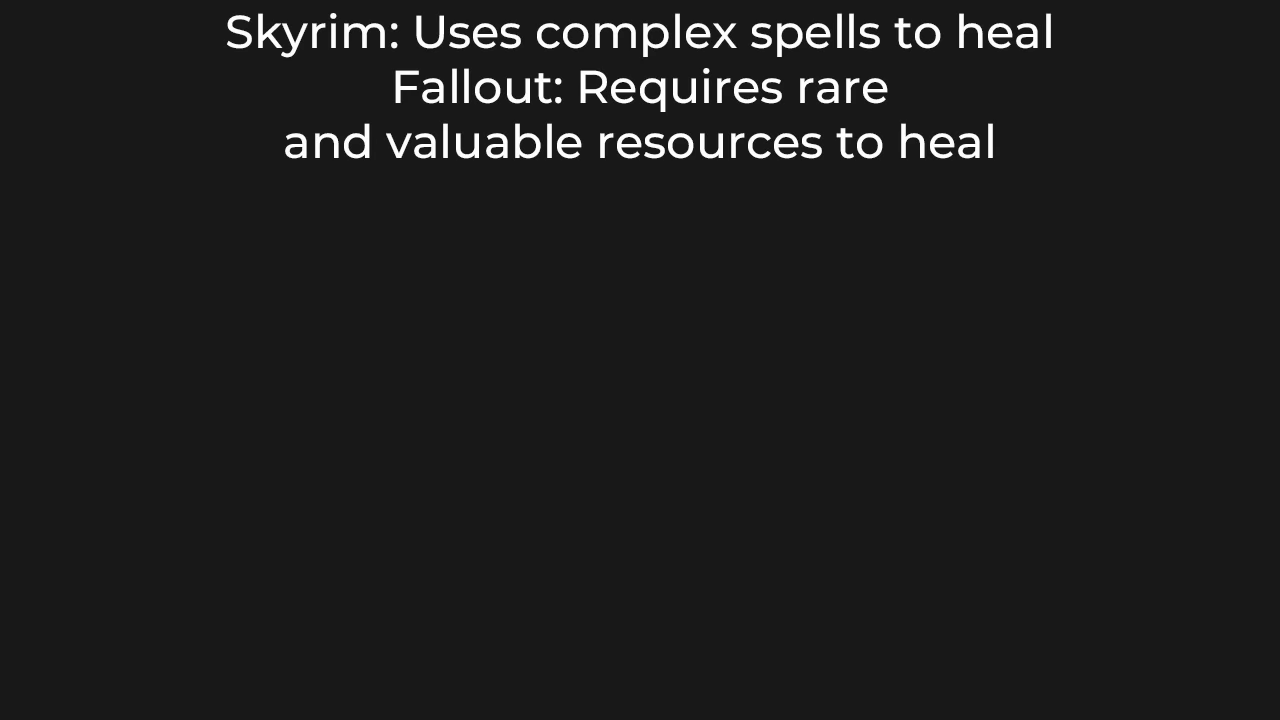 Skyrim: Uses complex spells to heal
Fallout: Requires rare
and valuable resources to heal